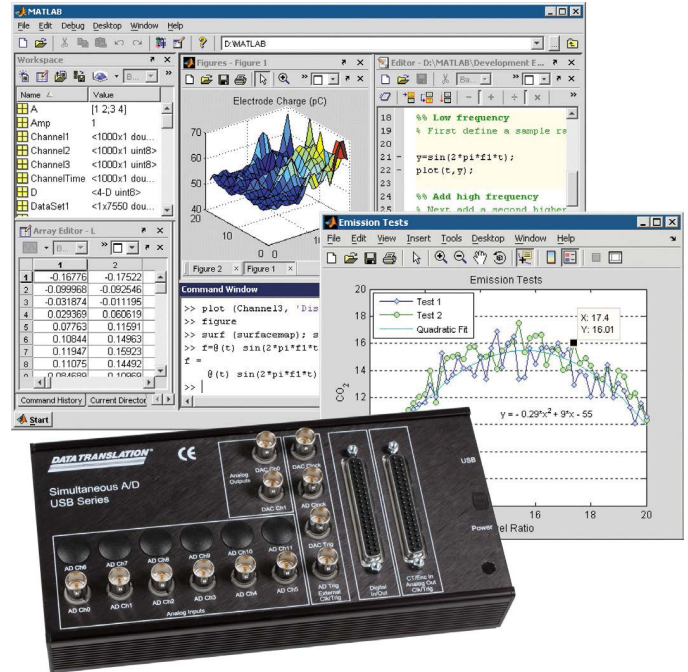 MATLAB
File Edit Debug Desktop Window Help
D:\MATLAB
Workspace
Name Value
A [1 2;3 4]
Amp 1
Channel1 <1000x1 dou...
Channel2 <1000x1 uint8>
Channel3 <1000x1 uint8>
ChannelTime <1000x1 dou...
D <4-D uint8>
DataSet1 <1x7550 dou...
Array Editor - L
1 2
1 -0.16776 -0.17522
2 -0.099968 -0.092546
3 -0.031874 -0.011195
4 0.029369 0.060619
5 0.07763 0.11591
6 0.10844 0.14963
7 0.11947 0.15923
8 0.11075 0.14492
Command History Current Director
Start
Figures - Figure 1
Electrode Charge (pC)
70
60
50
40
20
10
0
0
10
Figure 2 Figure 1
Command Window
>> plot (Channel3, 'Dis
>> figure
>> surf (surfacemap); s
>> f=@(t) sin(2*pi*f1*t
f =
@(t) sin(2*pi*f1*t)
>>
Editor - D:\MATLAB\Development E...
18 %% Low frequency
19 % First define a sample ra
20
21 - y=sin(2*pi*f1*t);
22 - plot(t,y);
23
24 %% Add high frequency
25 % Next add a second higher
Emission Tests
File Edit View Insert Tools Desktop Window Help
Emission Tests
Test 1
Test 2
Quadratic Fit
X: 17.4
Y: 16.01
CO2
20
18
16
14
12
y = - 0.29*x² + 9*x - 55
16 18 20
el Ratio
DATA TRANSLATION®
CE
Simultaneous A/D
USB Series
Analog
Outputs
DAC Ch0
DAC Clock
DAC Ch1
AD Clock
DAC Trig
AD Trig
External
Clk/Trig
AD Ch6 AD Ch7 AD Ch8 AD Ch9 AD Ch10 AD Ch11
AD Ch0 AD Ch1 AD Ch2 AD Ch3 AD Ch4 AD Ch5
Analog Inputs
Digital
In/Out
CT/Enc In
Analog Out
Clk/Trig
USB
Power